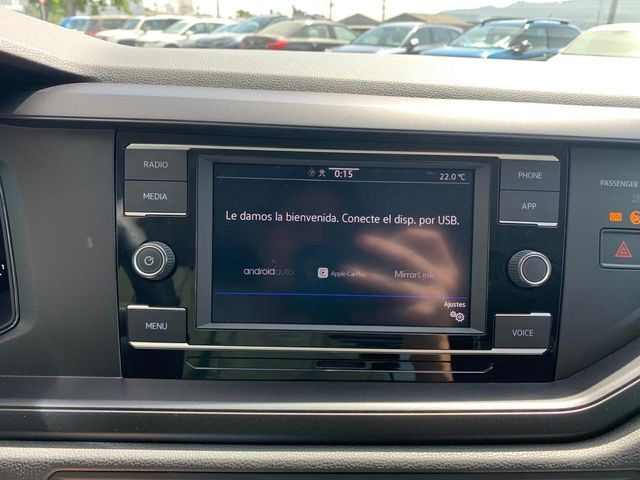 RADIO
MEDIA
MENU
0:15
22.0 °C
Le damos la bienvenida. Conecte el disp. por USB.
androidauto
Apple CarPlay
MirrorLink
Ajustes
PHONE
APP
VOICE
PASSENGER
ON